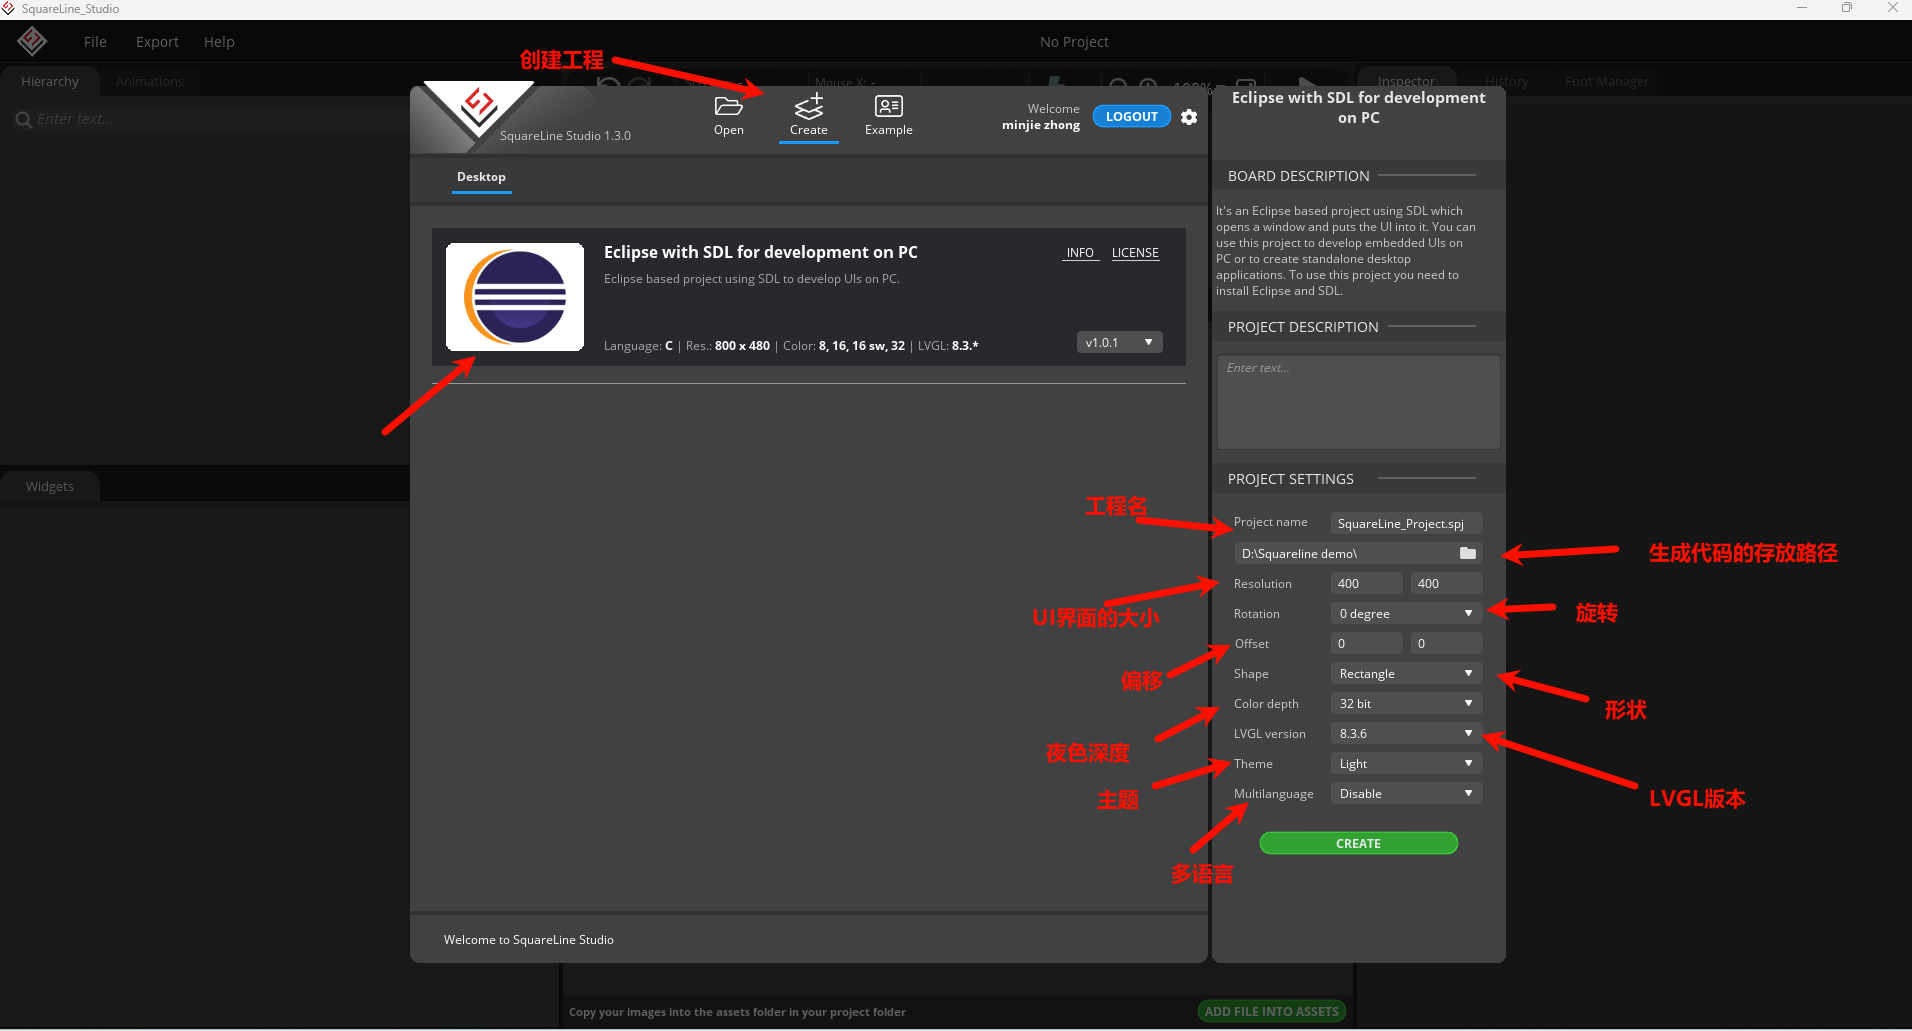 SquareLine_Studio
File Export Help
No Project
创建工程
Hierarchy Animations
Mouse X: -
Inspector History Font Manager
Enter text...
SquareLine Studio 1.3.0
Open
Create
Example
Welcome
minjie zhong
LOGOUT
Desktop
Eclipse with SDL for development on PC
INFO LICENSE
Eclipse based project using SDL to develop UIs on PC.
Language: C | Res.: 800 x 480 | Color: 8, 16, 16 sw, 32 | LVGL: 8.3.*
v1.0.1
Widgets
Welcome to SquareLine Studio
Eclipse with SDL for development
on PC
BOARD DESCRIPTION
It's an Eclipse based project using SDL which
opens a window and puts the UI into it. You can
use this project to develop embedded UIs on
PC or to create standalone desktop
applications. To use this project you need to
install Eclipse and SDL.
PROJECT DESCRIPTION
Enter text...
PROJECT SETTINGS
工程名
Project name SquareLine_Project.spj
D:\Squareline demo\
生成代码的存放路径
Resolution 400 400
UI界面的大小
Rotation 0 degree
旋转
Offset 0 0
偏移
Shape Rectangle
形状
Color depth 32 bit
夜色深度
LVGL version 8.3.6
LVGL版本
Theme Light
主题
Multilanguage Disable
多语言
CREATE
Copy your images into the assets folder in your project folder
ADD FILE INTO ASSETS